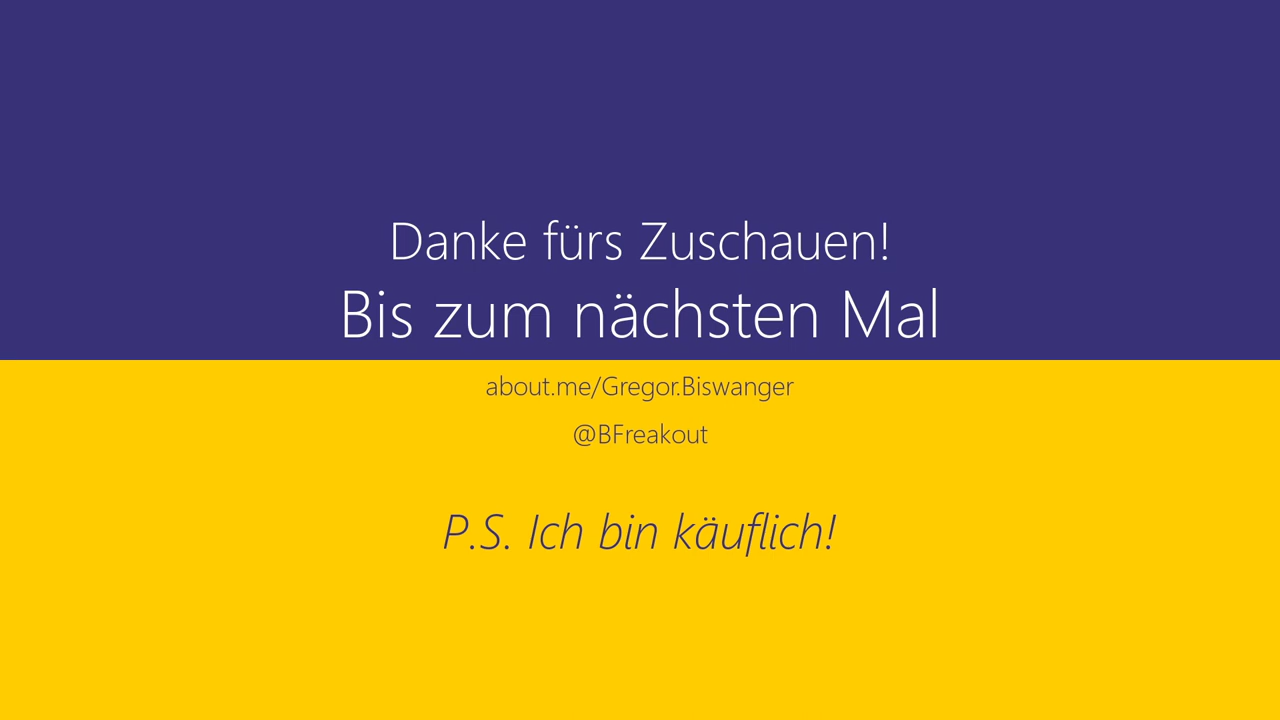 Danke fürs Zuschauen!
Bis zum nächsten Mal
about.me/Gregor.Biswanger
@BFreakout
P.S. Ich bin käuflich!